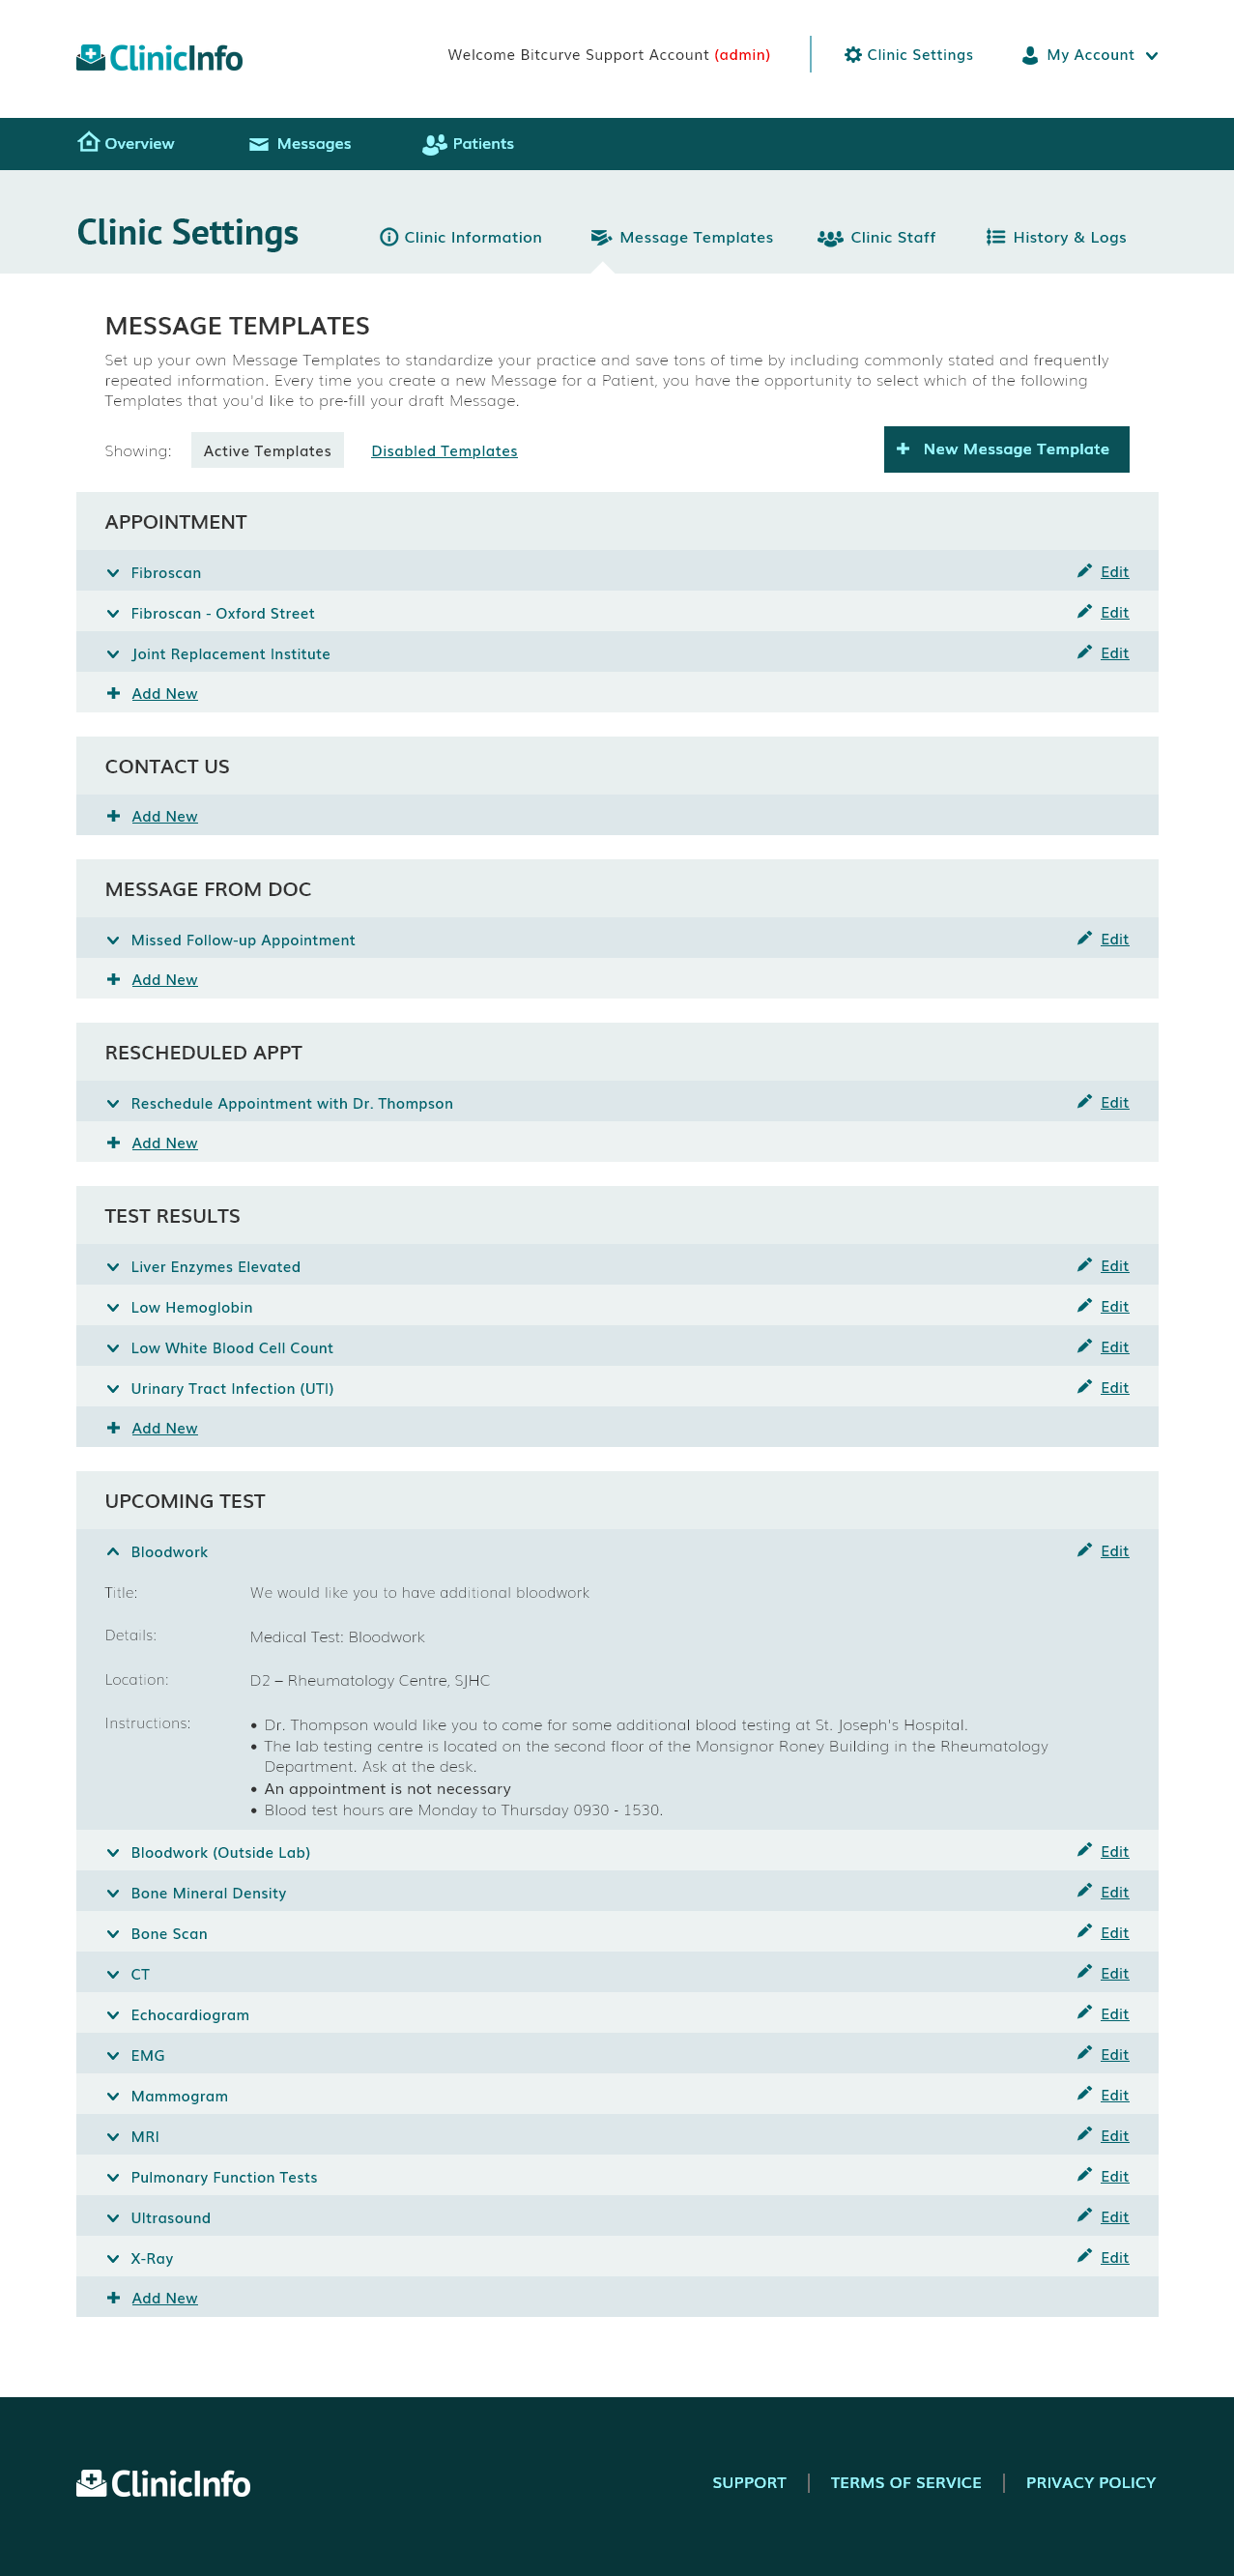 ClinicInfo
Welcome Bitcurve Support Account (admin)
Clinic Settings
My Account
Overview
Messages
Patients
Clinic Settings
Clinic Information
Message Templates
Clinic Staff
History & Logs
MESSAGE TEMPLATES
Set up your own Message Templates to standardize your practice and save tons of time by including commonly stated and frequently
repeated information. Every time you create a new Message for a Patient, you have the opportunity to select which of the following
Templates that you'd like to pre-fill your draft Message.
Showing: Active Templates Disabled Templates
New Message Template
APPOINTMENT
Fibroscan Edit
Fibroscan - Oxford Street Edit
Joint Replacement Institute Edit
Add New
CONTACT US
Add New
MESSAGE FROM DOC
Missed Follow-up Appointment Edit
Add New
RESCHEDULED APPT
Reschedule Appointment with Dr. Thompson Edit
Add New
TEST RESULTS
Liver Enzymes Elevated Edit
Low Hemoglobin Edit
Low White Blood Cell Count Edit
Urinary Tract Infection (UTI) Edit
Add New
UPCOMING TEST
Bloodwork Edit
Title: We would like you to have additional bloodwork
Details: Medical Test: Bloodwork
Location: D2 – Rheumatology Centre, SJHC
Instructions: • Dr. Thompson would like you to come for some additional blood testing at St. Joseph's Hospital.
• The lab testing centre is located on the second floor of the Monsignor Roney Building in the Rheumatology
Department. Ask at the desk.
• An appointment is not necessary
• Blood test hours are Monday to Thursday 0930 - 1530.
Bloodwork (Outside Lab) Edit
Bone Mineral Density Edit
Bone Scan Edit
CT Edit
Echocardiogram Edit
EMG Edit
Mammogram Edit
MRI Edit
Pulmonary Function Tests Edit
Ultrasound Edit
X-Ray Edit
Add New
ClinicInfo
SUPPORT | TERMS OF SERVICE | PRIVACY POLICY